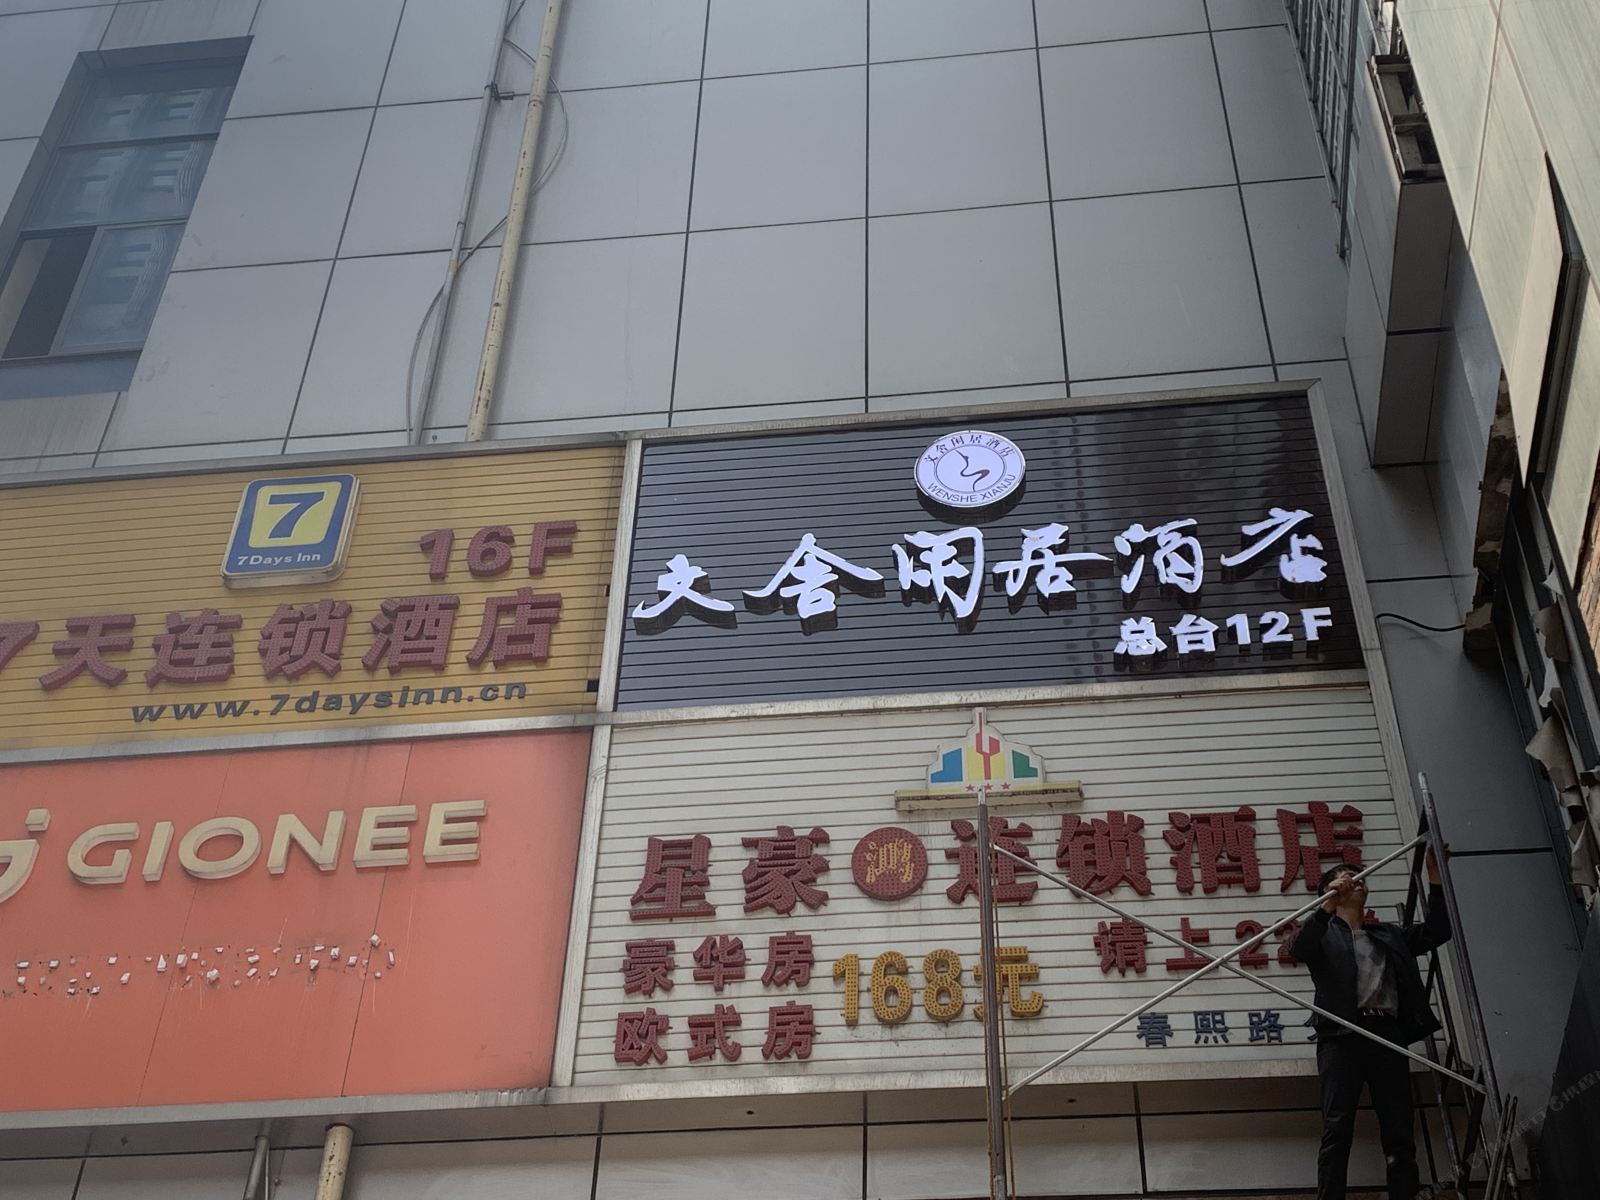 7
7Days Inn
16F
7天连锁酒店
www.7daysinn.cn
文舍闲居酒店
WENSHE XIANJU
文舍闲居酒店
总台12F
GIONEE
星豪连锁酒店
豪华房
欧式房
168元
请上22
春熙路